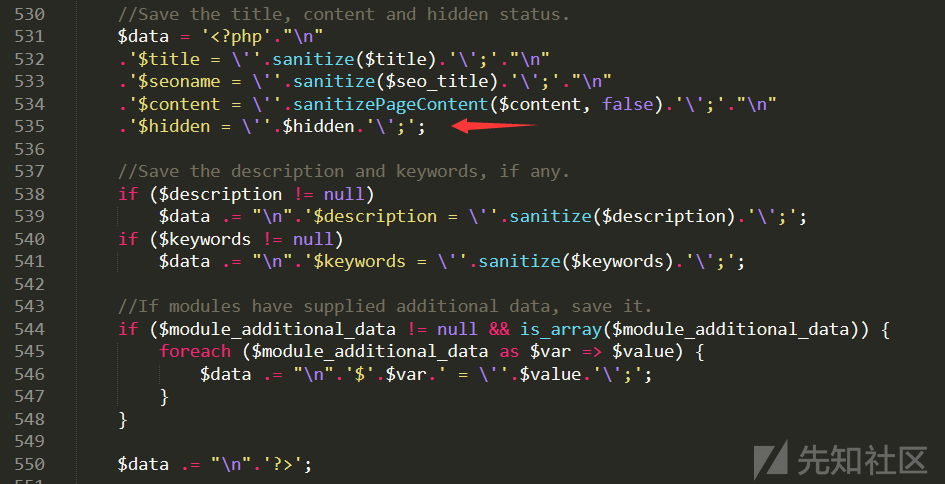 530 //Save the title, content and hidden status.
531 $data = '<?php'."\n"
532 .'$title = \''.sanitize($title).'\';'."\n"
533 .'$seoname = \''.sanitize($seo_title).'\';'."\n"
534 .'$content = \''.sanitizePageContent($content, false).'\';'."\n"
535 .'$hidden = \''.$hidden.'\';';
536
537 //Save the description and keywords, if any.
538 if ($description != null)
539 $data .= "\n".'$description = \''.sanitize($description).'\';';
540 if ($keywords != null)
541 $data .= "\n".'$keywords = \''.sanitize($keywords).'\';';
542
543 //If modules have supplied additional data, save it.
544 if ($module_additional_data != null && is_array($module_additional_data)) {
545 foreach ($module_additional_data as $var => $value) {
546 $data .= "\n".'$'.$var.' = \''.$value.'\';';
547 }
548 }
549
550 $data .= "\n".'?>';
先知社区